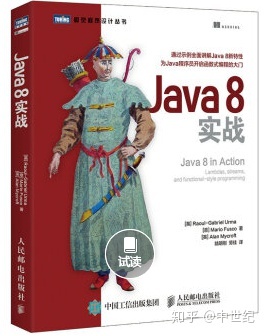 图灵程序设计丛书
通过示例全面讲解Java 8新特性
为Java程序员开启函数式编程的大门
Java 8
实战
Java 8 in Action
Lambdas, streams,
and functional-style programming
[英] Raoul-Gabriel Urma
[意] Mario Fusco 著
[英] Alan Mycroft
陆明刚 劳佳 译
试读
中国工信出版集团
人民邮电出版社
Java 8 实战
人民邮电出版社
知乎 @中世纪